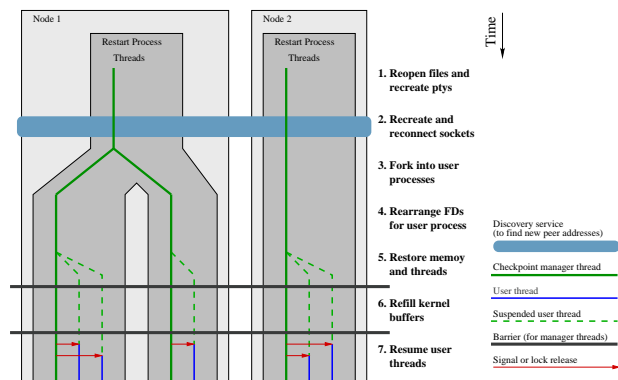 Node 1
Node 2
Restart Process
Threads
Restart Process
Threads
Time
1. Reopen files and
recreate ptys
2. Recreate and
reconnect sockets
3. Fork into user
processes
4. Rearrange FDs
for user process
5. Restore memoy
and threads
6. Refill kernel
buffers
7. Resume user
threads
Discovery service
(to find new peer addresses)
Checkpoint manager thread
User thread
Suspended user thread
Barrier (for manager threads)
Signal or lock release